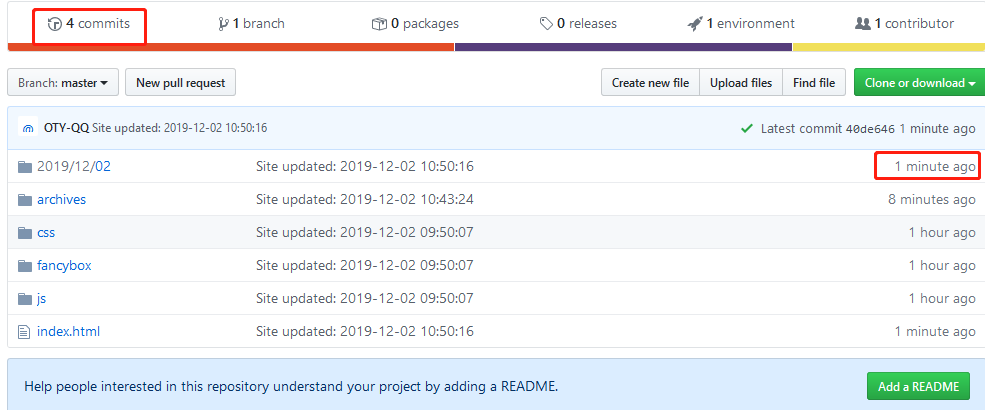 4 commits 1 branch 0 packages 0 releases 1 environment 1 contributor
Branch: master New pull request Create new file Upload files Find file Clone or download
OTY-QQ Site updated: 2019-12-02 10:50:16 Latest commit 40de646 1 minute ago
2019/12/02 Site updated: 2019-12-02 10:50:16 1 minute ago
archives Site updated: 2019-12-02 10:43:24 8 minutes ago
css Site updated: 2019-12-02 09:50:07 1 hour ago
fancybox Site updated: 2019-12-02 09:50:07 1 hour ago
js Site updated: 2019-12-02 09:50:07 1 hour ago
index.html Site updated: 2019-12-02 10:50:16 1 minute ago
Help people interested in this repository understand your project by adding a README. Add a README